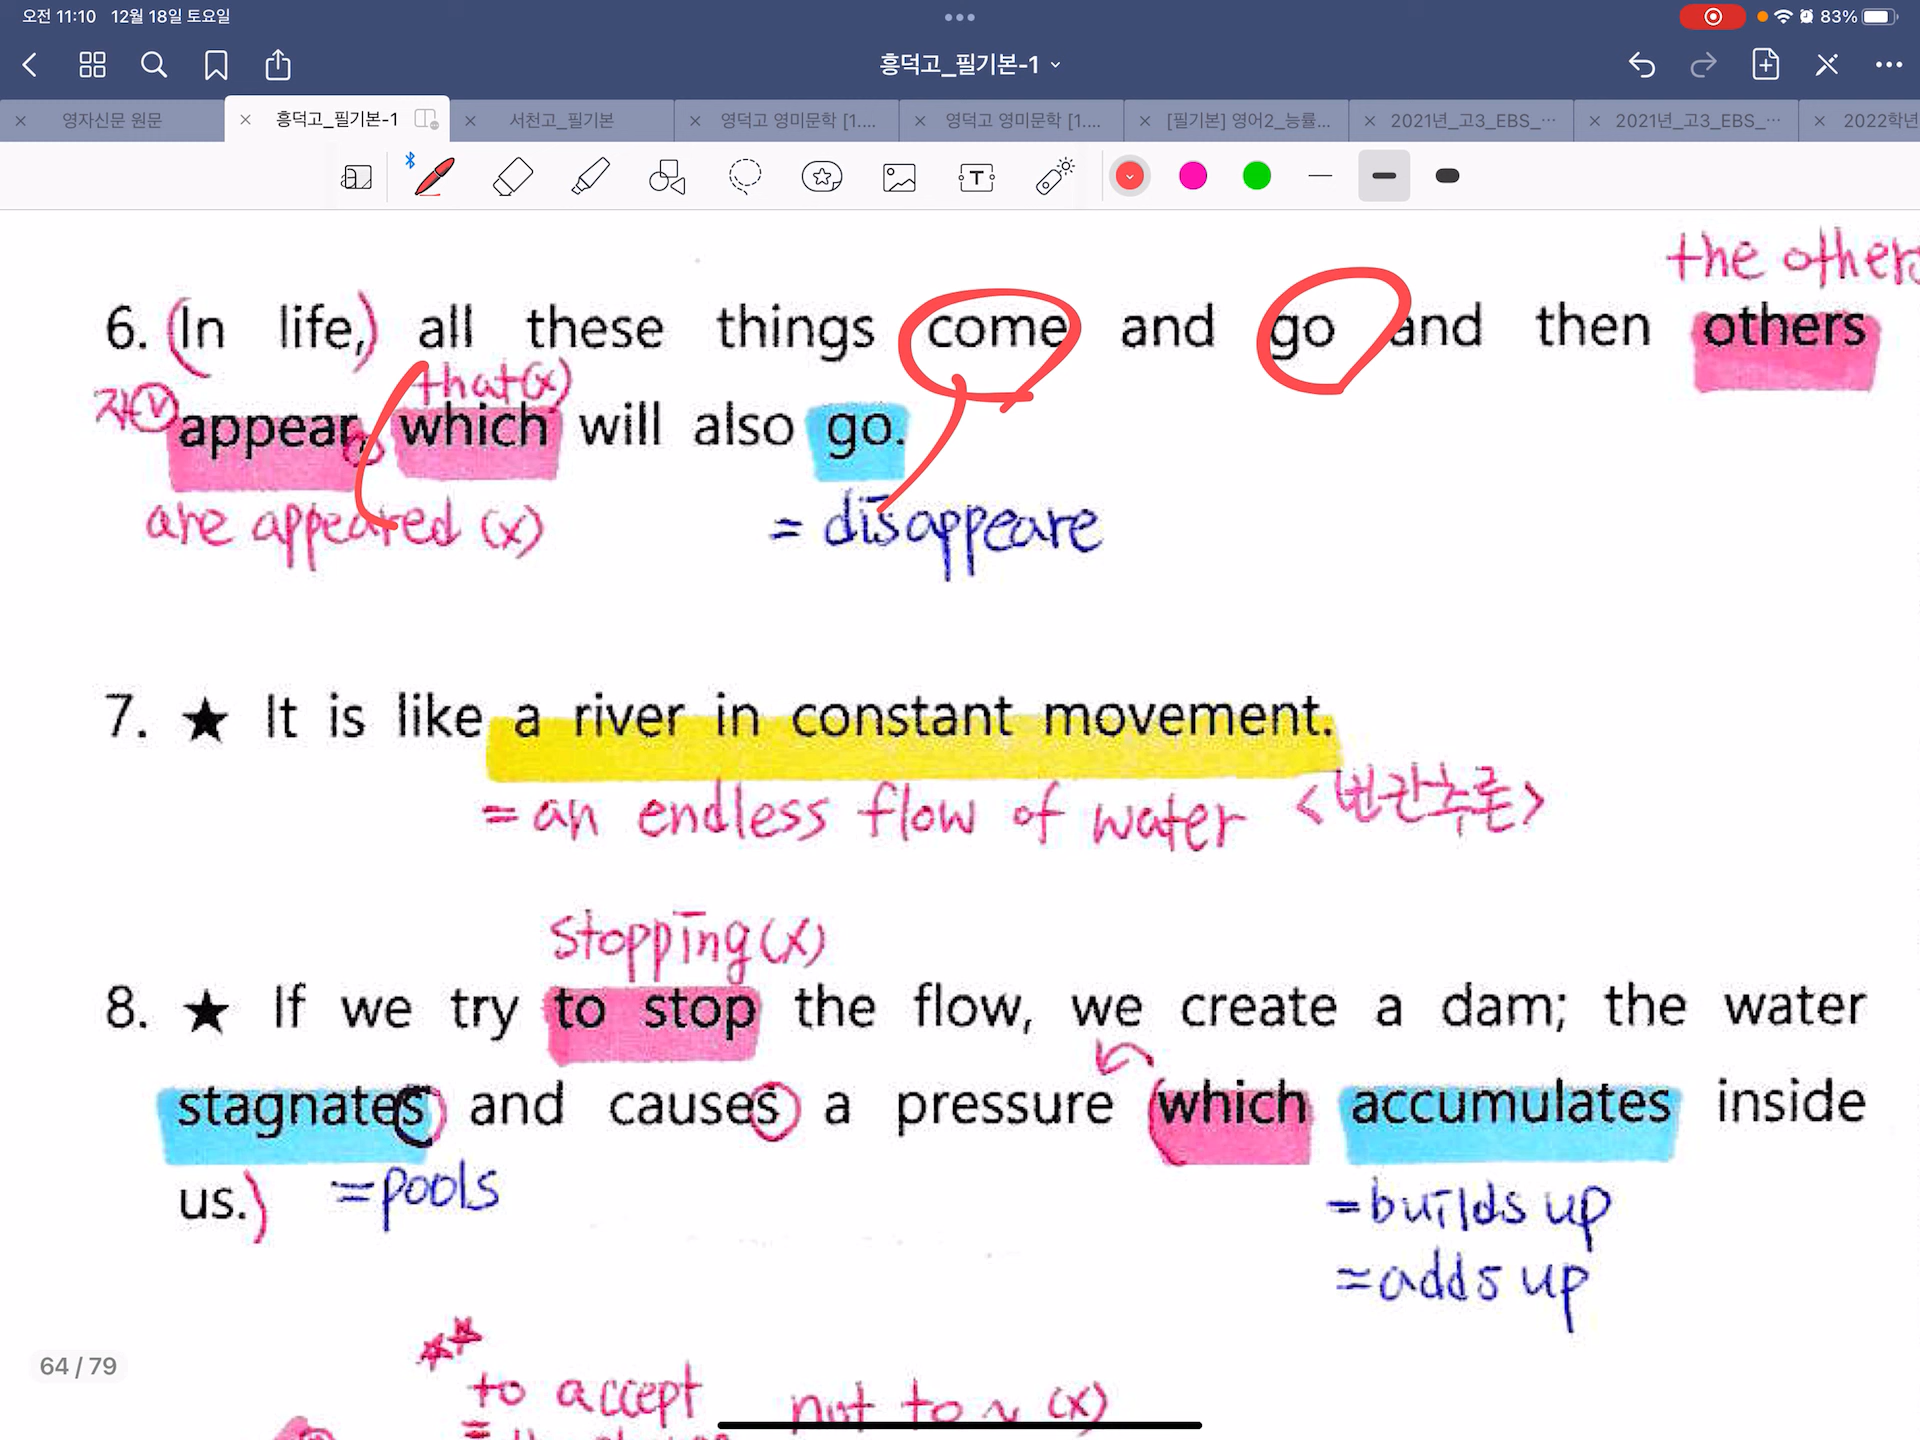 오전 11:10 12월 18일 토요일
83%
흥덕고_필기본-1
영자신문 원문
흥덕고_필기본-1
서천고_필기본
영덕고 영미문학 [1....
영덕고 영미문학 [1....
[필기본] 영어2_능률...
2021년_고3_EBS_...
2021년_고3_EBS_...
2022학년
the others
6. (In life,) all these things come and go and then others
that(x)
자ⓥ appear, (which will also go.
are appeared (x)
= disappeare
7. ★ It is like a river in constant movement.
= an endless flow of water <빈칸추론>
stopping(x)
8. ★ If we try to stop the flow, we create a dam; the water
stagnates and causes a pressure (which accumulates inside
us.) =pools
=builds up
=adds up
64 / 79
to accept not to ~ (x)